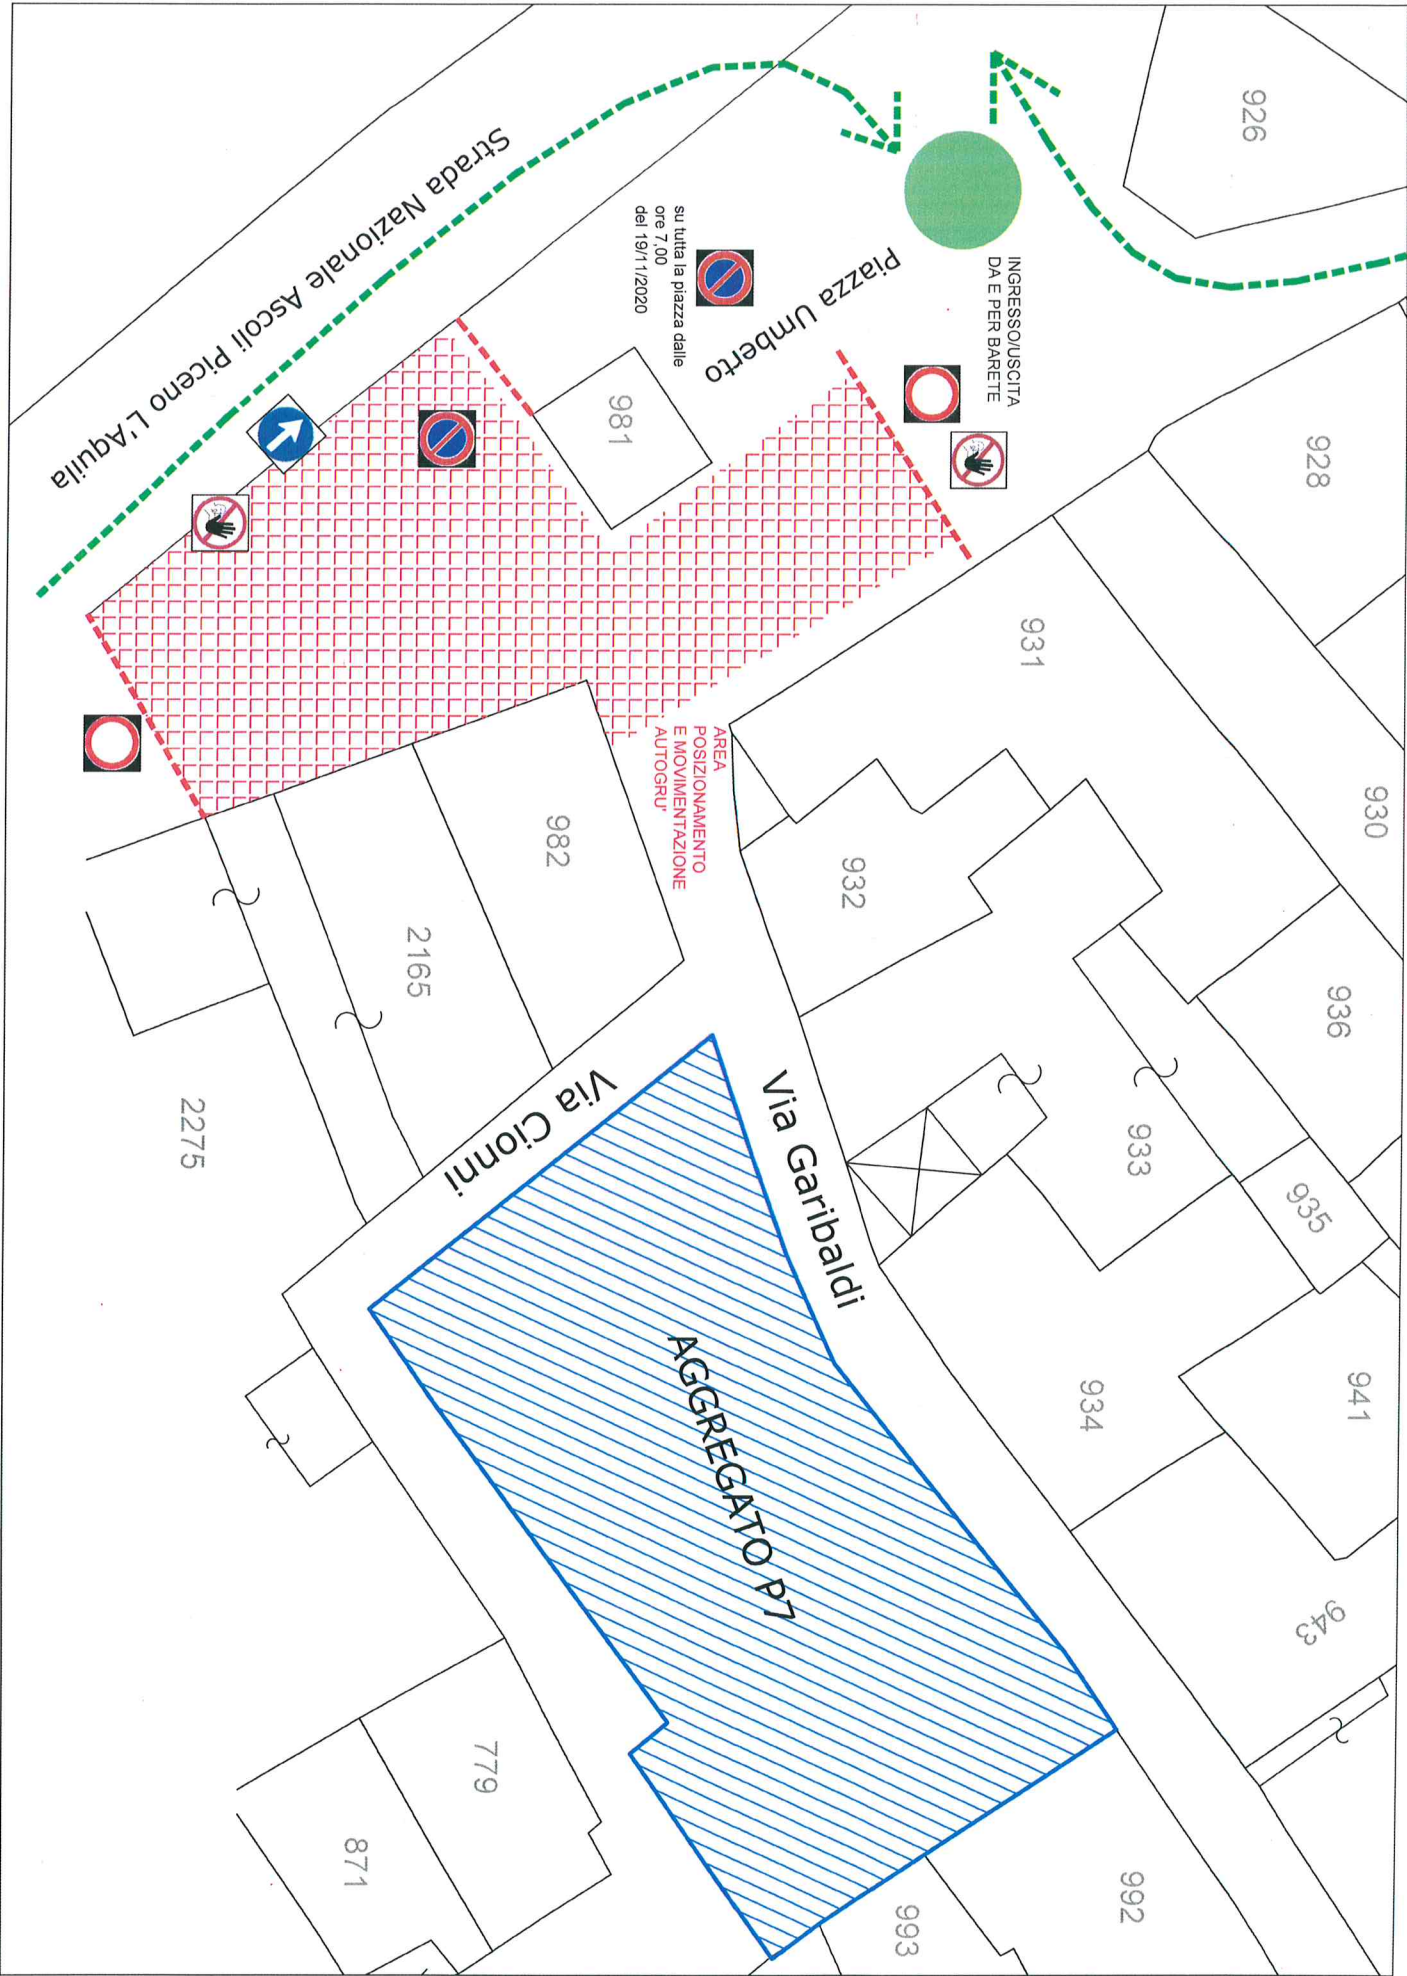 926
INGRESSO/USCITA
DA E PER BARETE
Piazza Umberto
su tutta la piazza dalle
ore 7,00
del 19/11/2020
Strada Nazionale Ascoli Piceno L'Aquila
928
981
931
930
AREA
POSIZIONAMENTO
E MOVIMENTAZIONE
AUTOGRU'
932
982
936
2165
933
2275
935
Via Garibaldi
Via Cionni
941
934
AGGREGATO P7
943
779
871
992
993